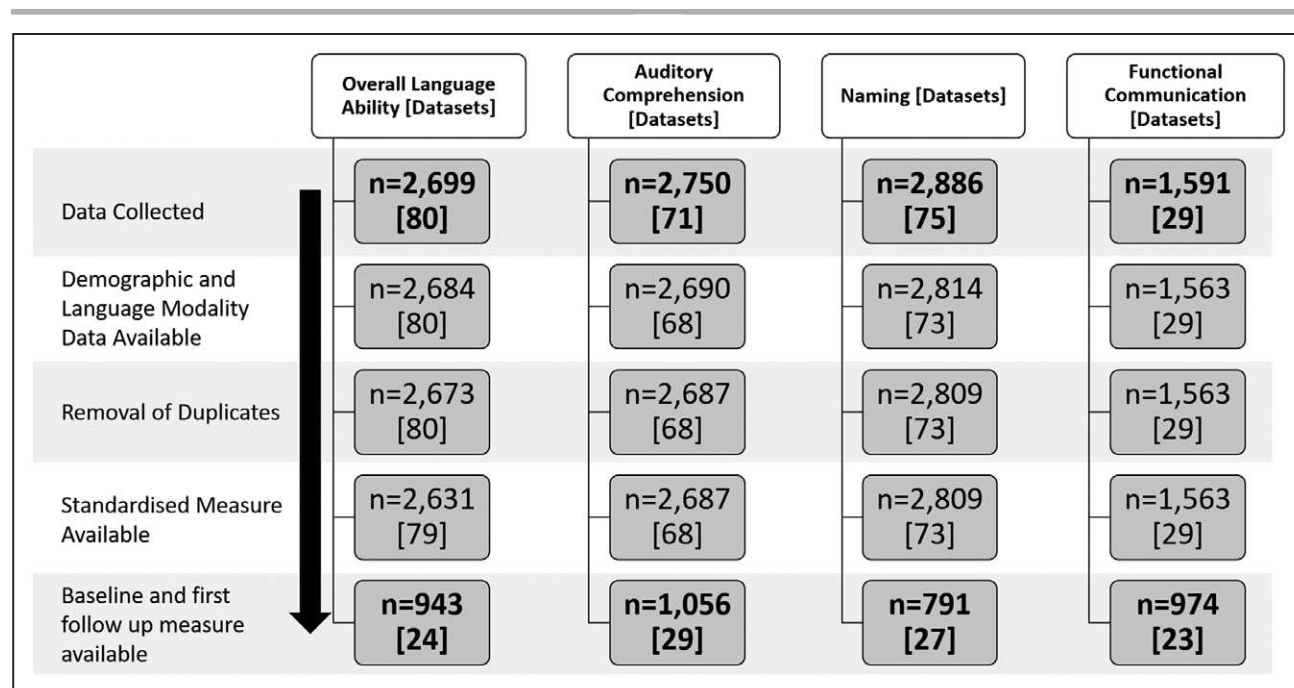 Overall Language
Ability [Datasets]
Auditory
Comprehension
[Datasets]
Naming [Datasets]
Functional
Communication
[Datasets]
Data Collected
n=2,699
[80]
n=2,750
[71]
n=2,886
[75]
n=1,591
[29]
Demographic and
Language Modality
Data Available
n=2,684
[80]
n=2,690
[68]
n=2,814
[73]
n=1,563
[29]
Removal of Duplicates
n=2,673
[80]
n=2,687
[68]
n=2,809
[73]
n=1,563
[29]
Standardised Measure
Available
n=2,631
[79]
n=2,687
[68]
n=2,809
[73]
n=1,563
[29]
Baseline and first
follow up measure
available
n=943
[24]
n=1,056
[29]
n=791
[27]
n=974
[23]